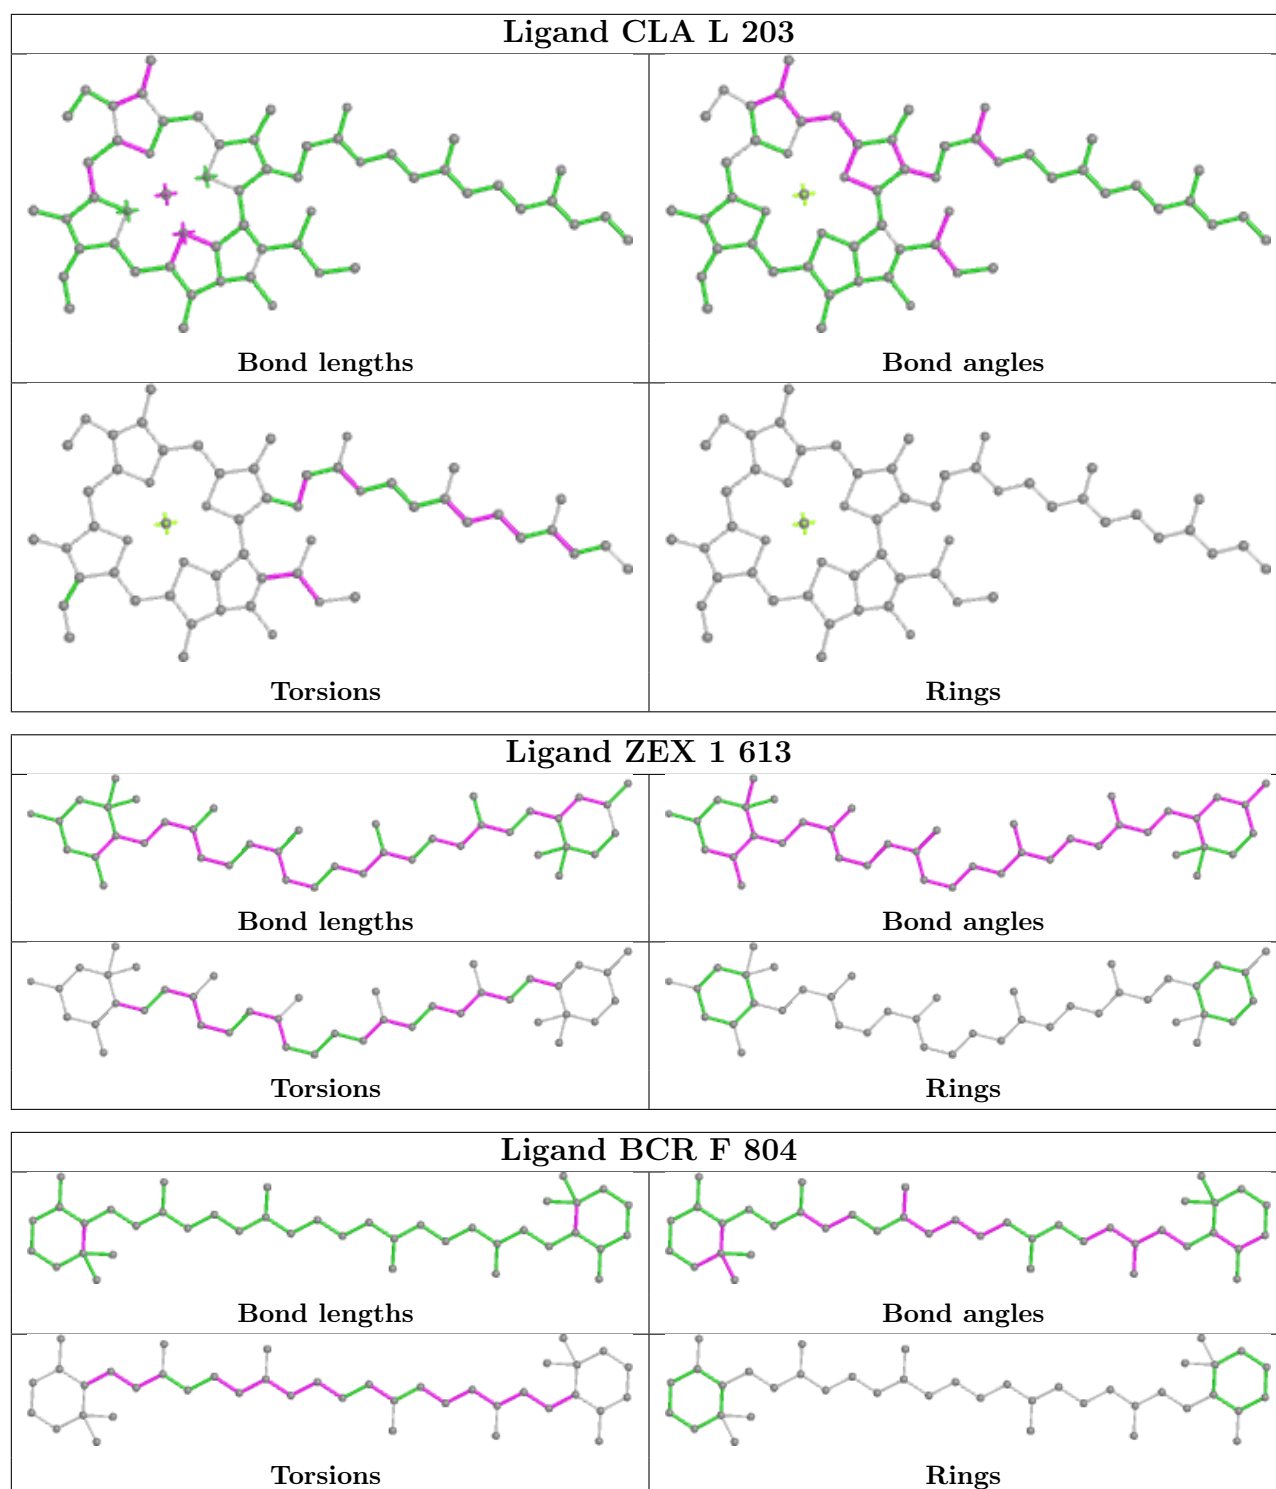 Ligand CLA L 203
Bond lengths
Bond angles
Torsions
Rings
Ligand ZEX 1 613
Bond lengths
Bond angles
Torsions
Rings
Ligand BCR F 804
Bond lengths
Bond angles
Torsions
Rings